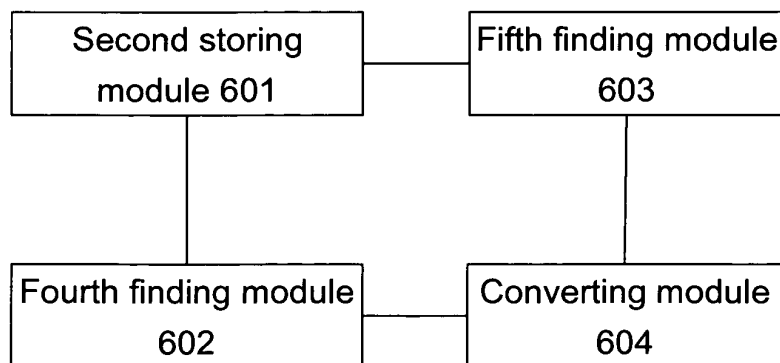 Second storing
module 601
Fifth finding module
603
Fourth finding module
602
Converting module
604